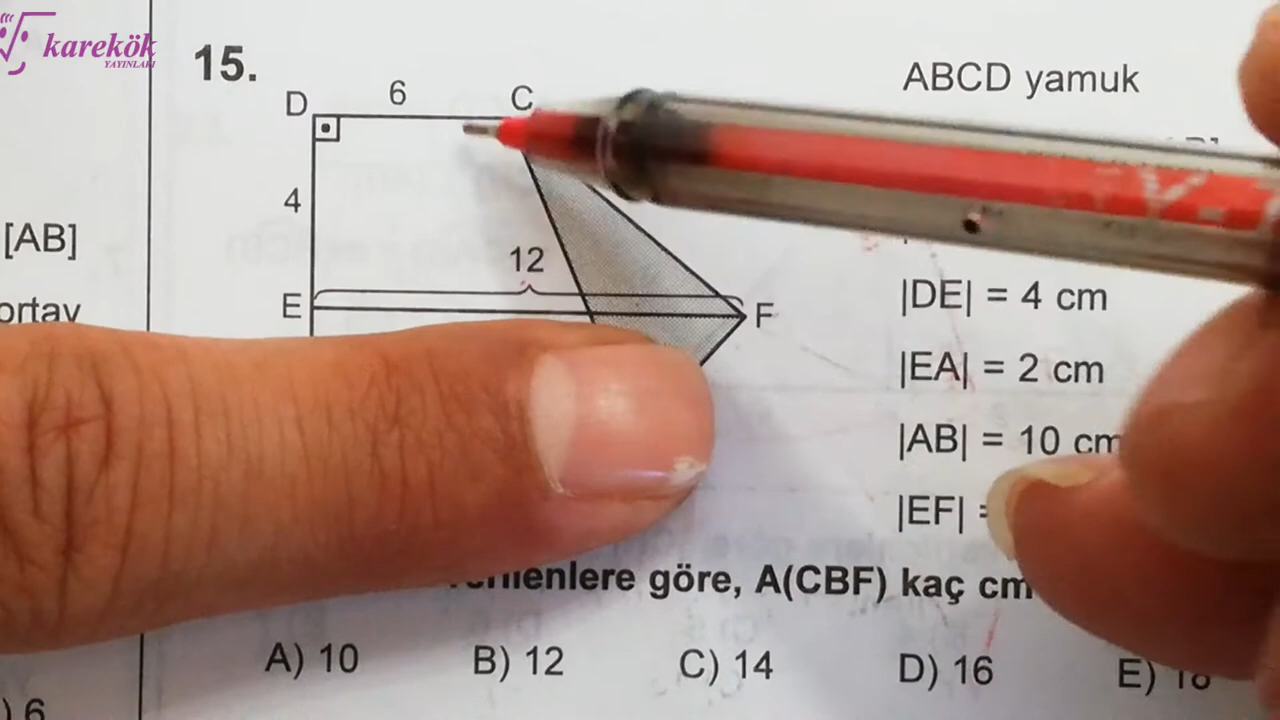 karekök
YAYINLARI
[AB]
ortay
) 6
15.
D 6 C
4
12
E F
ABCD yamuk
|DE| = 4 cm
|EA| = 2 cm
|AB| = 10 cm
|EF| =
göre, A(CBF) kaç cm
A) 10 B) 12 C) 14 D) 16 E)